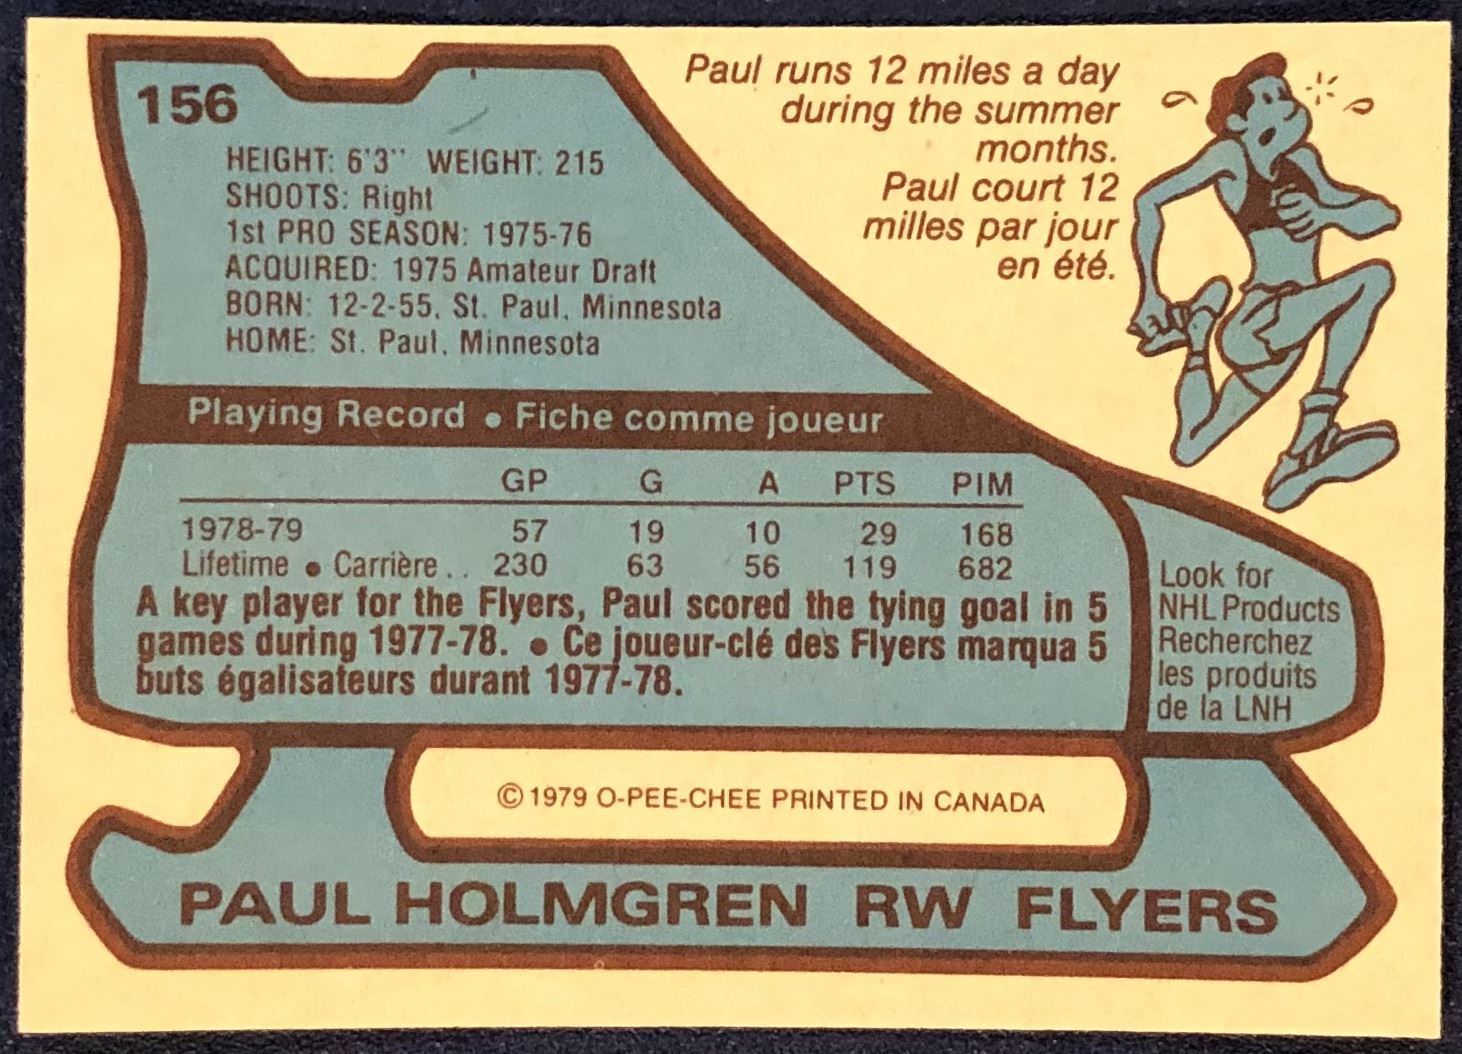 156
HEIGHT: 6'3" WEIGHT: 215
SHOOTS: Right
1st PRO SEASON: 1975-76
ACQUIRED: 1975 Amateur Draft
BORN: 12-2-55, St. Paul, Minnesota
HOME: St. Paul, Minnesota
Paul runs 12 miles a day
during the summer
months.
Paul court 12
milles par jour
en été.
Playing Record • Fiche comme joueur
GP G A PTS PIM
1978-79 57 19 10 29 168
Lifetime • Carrière .. 230 63 56 119 682
A key player for the Flyers, Paul scored the tying goal in 5
games during 1977-78. • Ce joueur-clé des Flyers marqua 5
buts égalisateurs durant 1977-78.
Look for
NHL Products
Recherchez
les produits
de la LNH
© 1979 O-PEE-CHEE PRINTED IN CANADA
PAUL HOLMGREN RW FLYERS